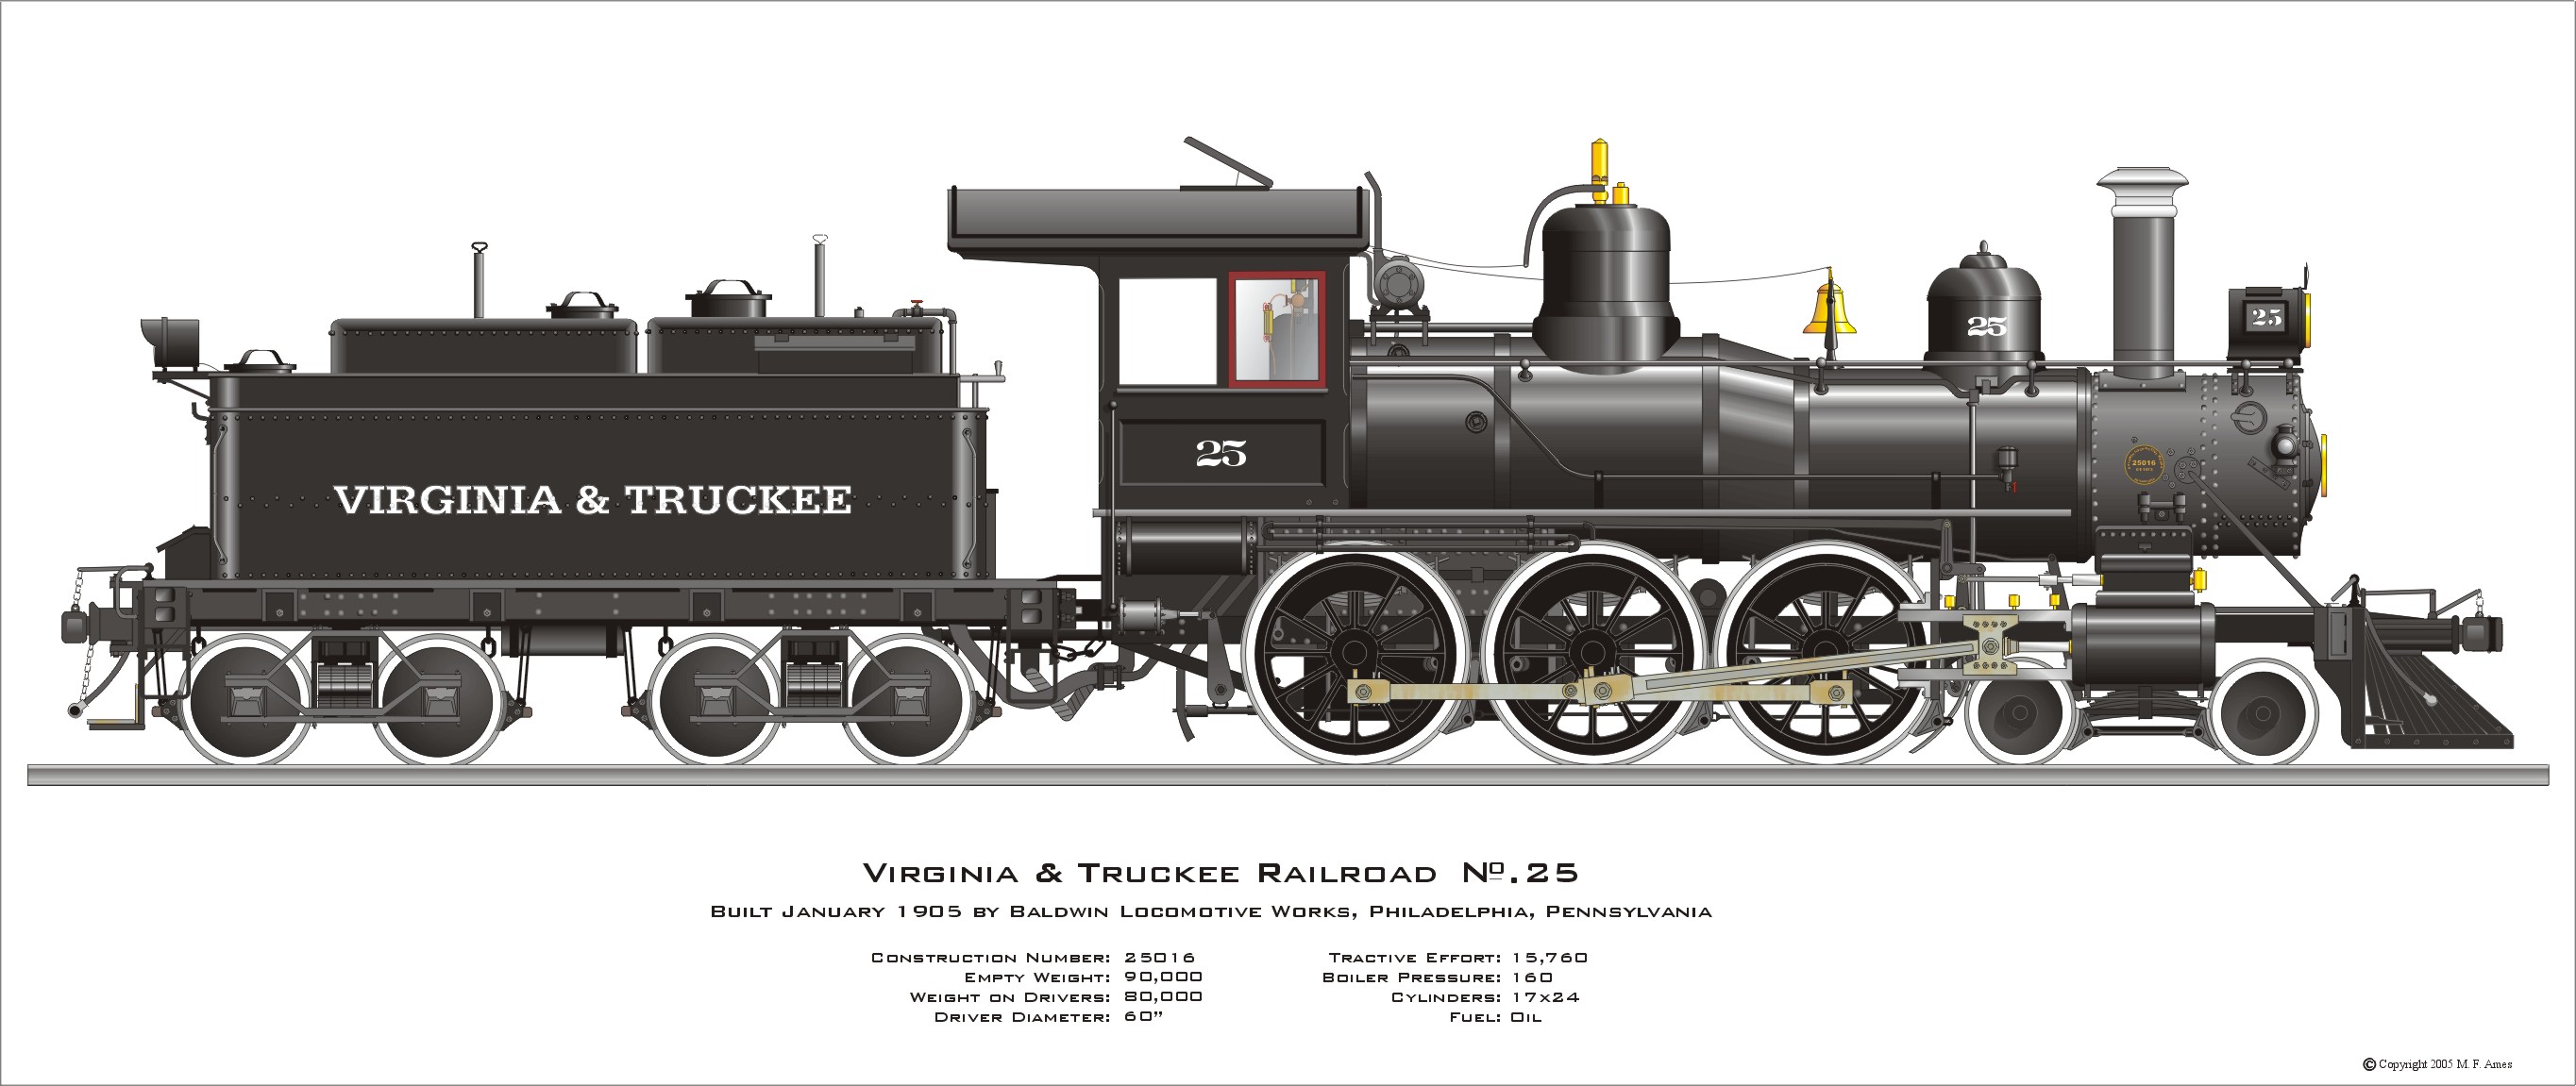 25
25
25
25016
VIRGINIA & TRUCKEE
Virginia & Truckee Railroad Nº.25
Built January 1905 by Baldwin Locomotive Works, Philadelphia, Pennsylvania
Construction Number: 25016
Empty Weight: 90,000
Weight on Drivers: 80,000
Driver Diameter: 60”
Tractive Effort: 15,760
Boiler Pressure: 160
Cylinders: 17x24
Fuel: Oil
© Copyright 2005 M. F. Ames